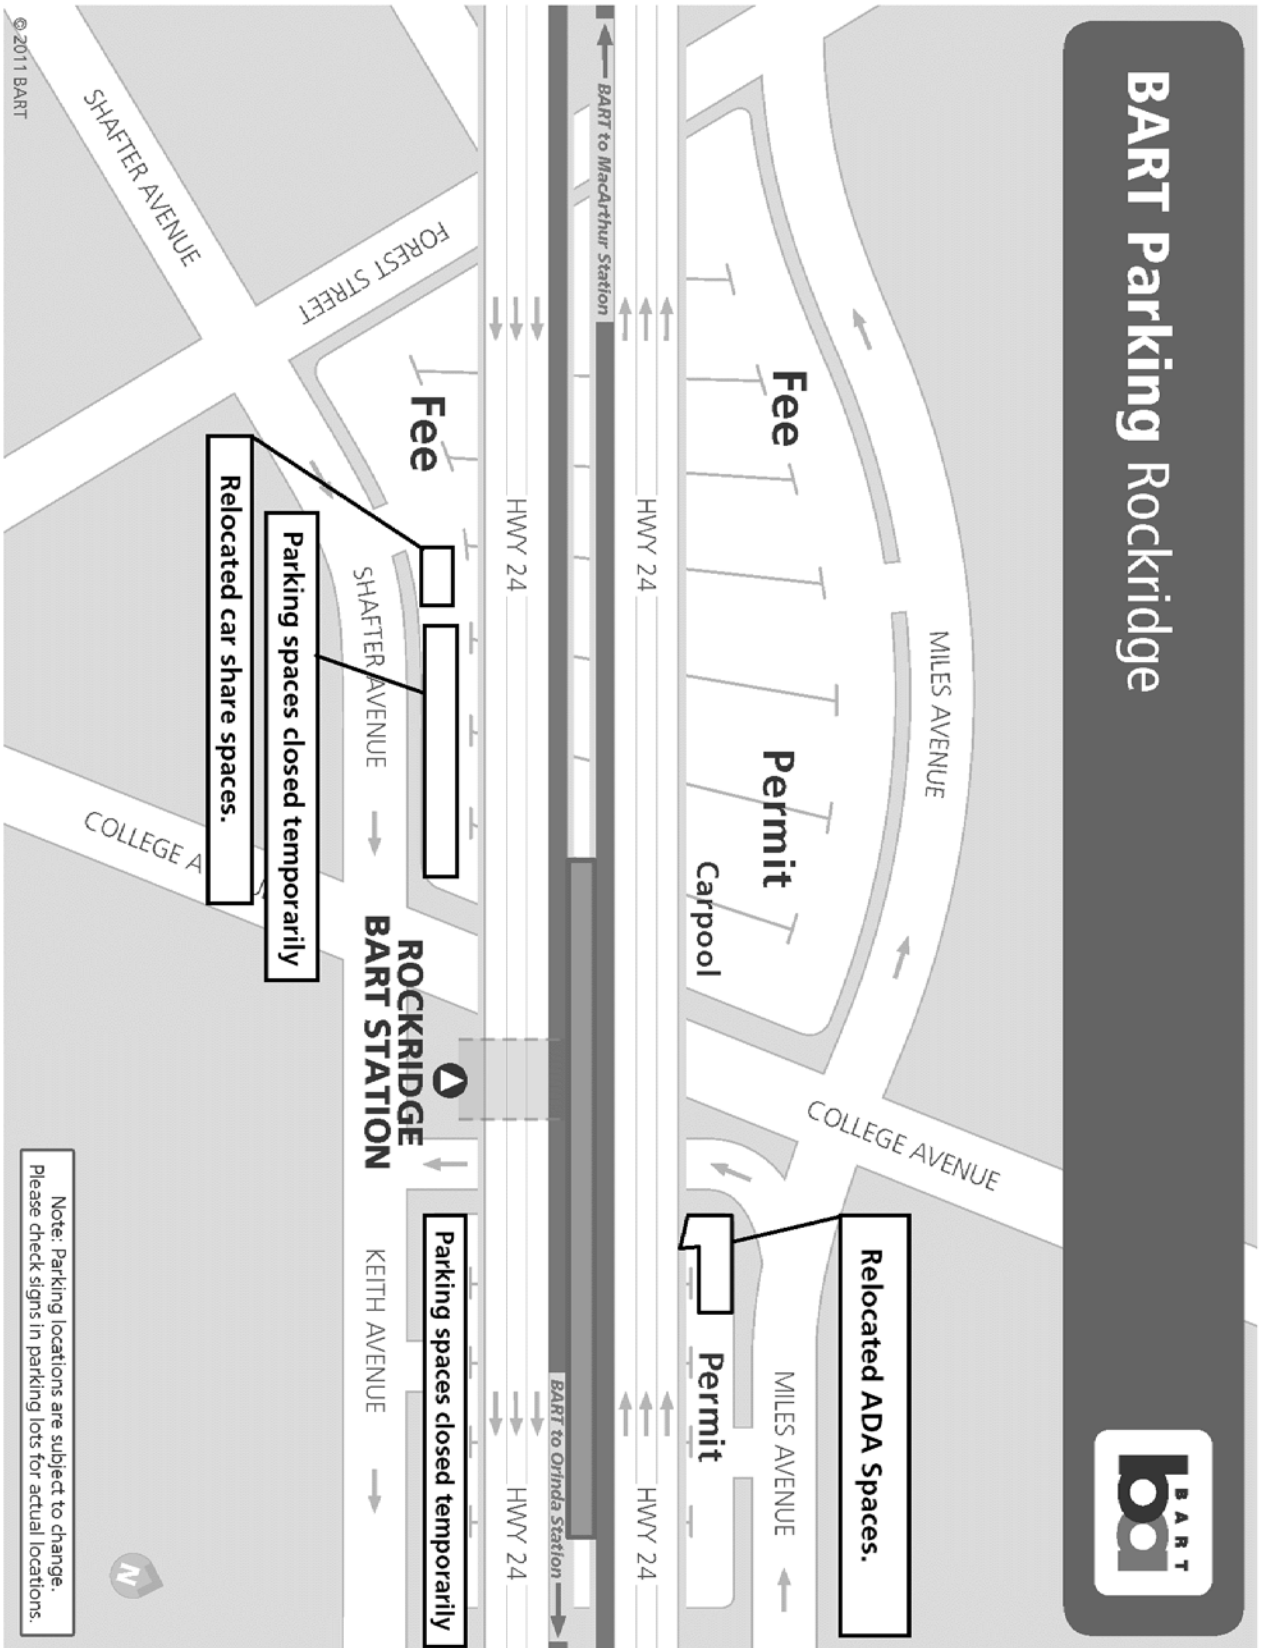 BART Parking Rockridge
BART
ba
MILES AVENUE
Fee
Permit
Carpool
COLLEGE AVENUE
Relocated ADA Spaces.
Permit
MILES AVENUE
BART to MacArthur Station
HWY 24
HWY 24
HWY 24
HWY 24
BART to Orinda Station
FOREST STREET
Fee
SHAFTER AVENUE
SHAFTER AVENUE
ROCKRIDGE
BART STATION
Parking spaces closed temporarily
KEITH AVENUE
Parking spaces closed temporarily
Relocated car share spaces.
COLLEGE A
N
Note: Parking locations are subject to change.
Please check signs in parking lots for actual locations.
© 2011 BART